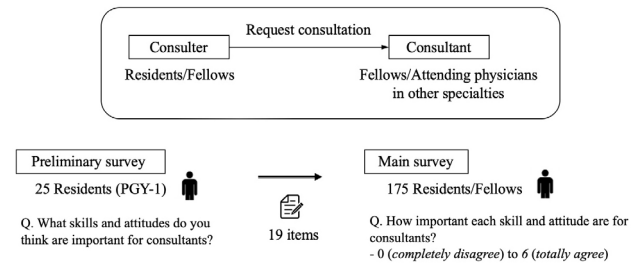 Request consultation
Consulter
Consultant
Residents/Fellows
Fellows/Attending physicians
in other specialties
Preliminary survey
25 Residents (PGY-1)
Q. What skills and attitudes do you
think are important for consultants?
19 items
Main survey
175 Residents/Fellows
Q. How important each skill and attitude are for
consultants?
- 0 (completely disagree) to 6 (totally agree)